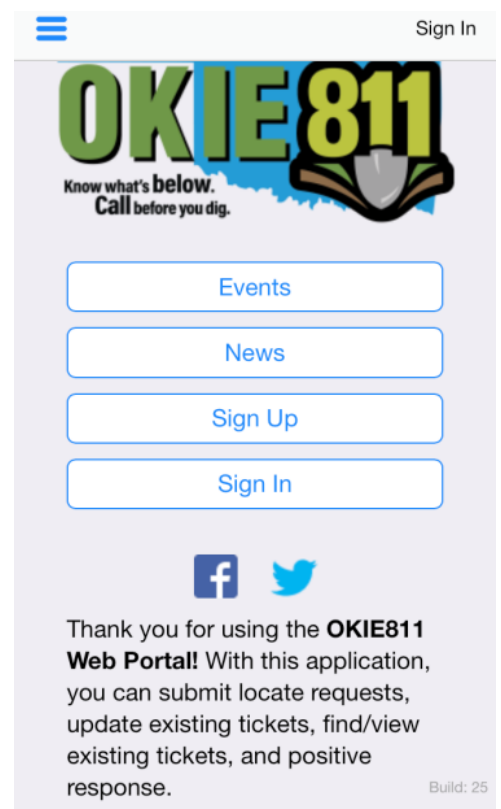 Sign In
OKIE 811
Know what's below.
Call before you dig.
Events
News
Sign Up
Sign In
Thank you for using the OKIE811
Web Portal! With this application,
you can submit locate requests,
update existing tickets, find/view
existing tickets, and positive
response.
Build: 25